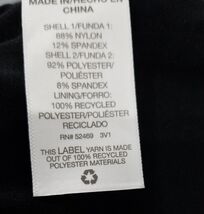 MADE IN/HECHO EN
CHINA
SHELL 1/FUNDA 1:
88% NYLON
12% SPANDEX
SHELL 2/FUNDA 2:
92% POLYESTER/
POLIÉSTER
8% SPANDEX
LINING/FORRO:
100% RECYCLED
POLYESTER/POLIÉSTER
RECICLADO
RN# 52469 3V1
THIS LABEL YARN IS MADE
OUT OF 100% RECYCLED
POLYESTER MATERIALS